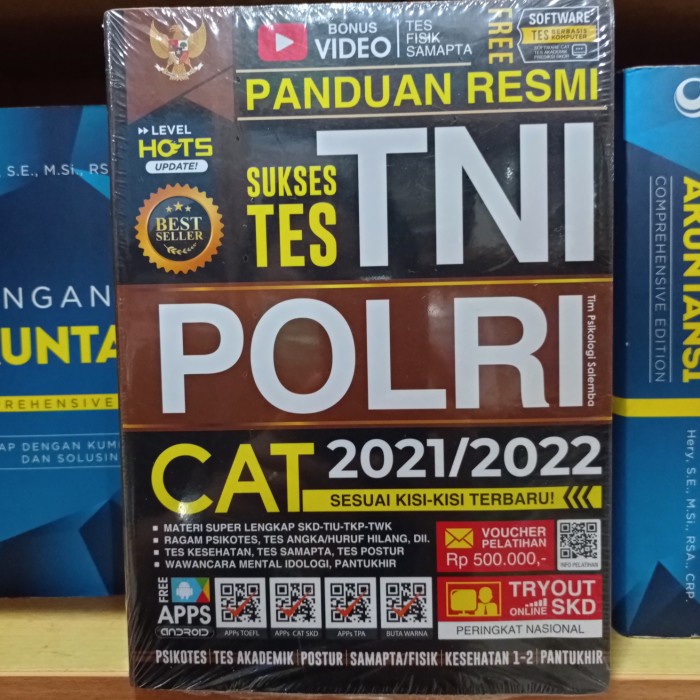 BONUS
VIDEO
TES
FISIK
SAMAPTA
FREE
SOFTWARE
TES BERBASIS KOMPUTER
PANDUAN RESMI
LEVEL
HOTS
UPDATE!
BEST
SELLER
SUKSES
TES
TNI
POLRI
Tim Psikologi Salemba
CAT 2021/2022
SESUAI KISI-KISI TERBARU!
▪ MATERI SUPER LENGKAP SKD-TIU-TKP-TWK
▪ RAGAM PSIKOTES, TES ANGKA/HURUF HILANG, Dll.
▪ TES KESEHATAN, TES SAMAPTA, TES POSTUR
▪ WAWANCARA MENTAL IDOLOGI, PANTUKHIR
VOUCHER
PELATIHAN
Rp 500.000,-
INFO PELATIHAN
FREE
APPS
ANDROID
APPs TOEFL
APPs CAT SKD
APPs TPA
BUTA WARNA
TRYOUT
ONLINE SKD
PERINGKAT NASIONAL
PSIKOTES | TES AKADEMIK | POSTUR | SAMAPTA/FISIK | KESEHATAN 1-2 | PANTUKHIR
, S.E., M.Si., RS
NGAN
UNTA
PREHENSIVE
AP DENGAN KUM
DAN SOLUSIN
AKUNTANSI
COMPREHENSIVE EDITION
Hery, S.E., M.Si., RSA., CRP.